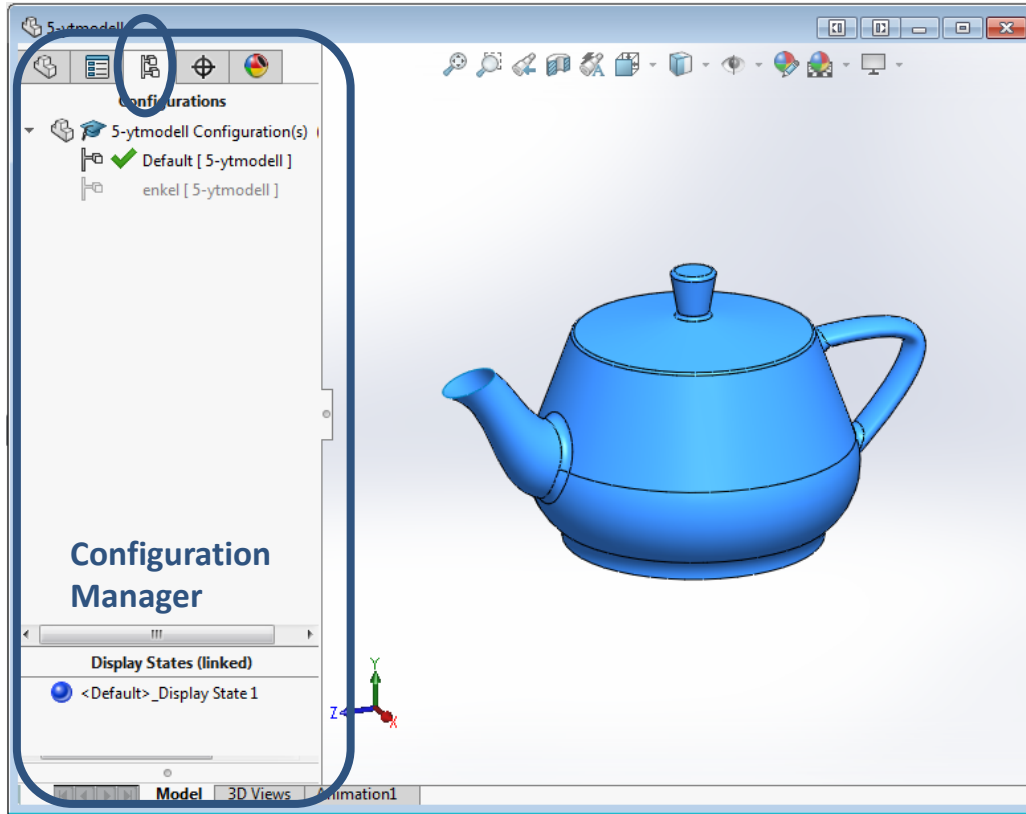 5-ytmodell
Configurations
5-ytmodell Configuration(s) (
Default [ 5-ytmodell ]
enkel [ 5-ytmodell ]
Configuration
Manager
Display States (linked)
<Default>_Display State 1
Y
Z
X
Model 3D Views Animation1